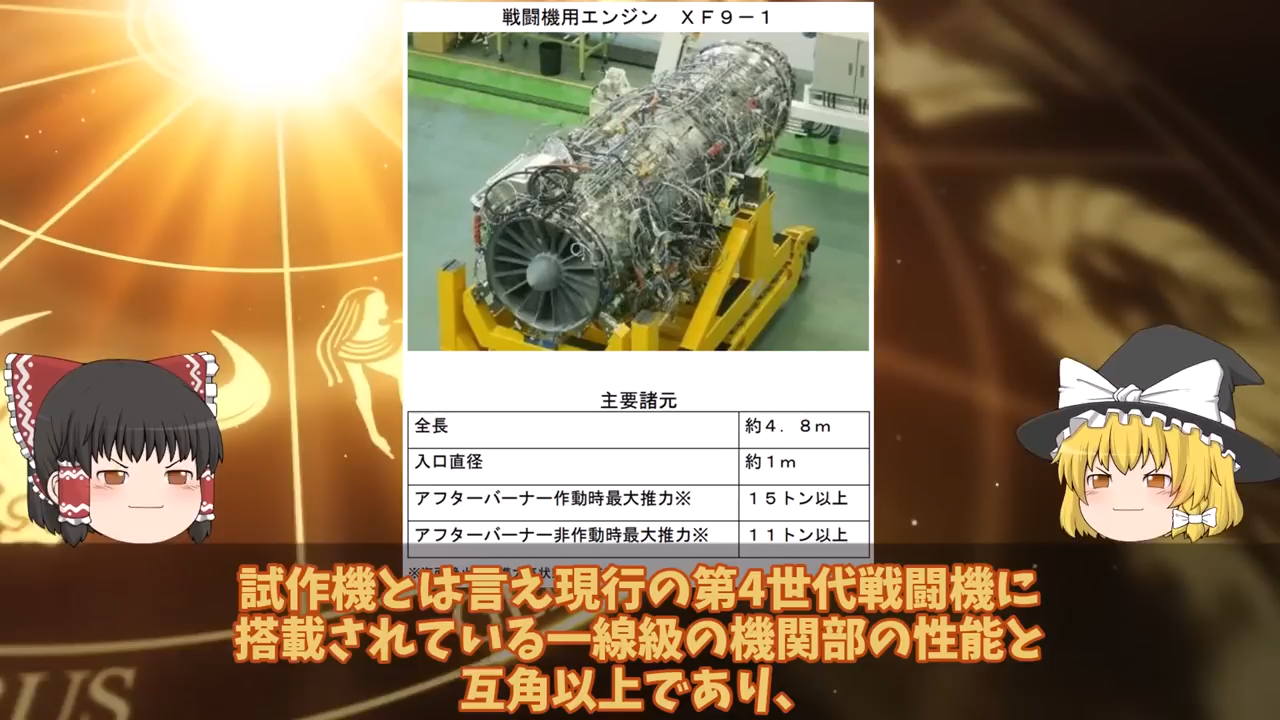 戦闘機用エンジン　ＸＦ９－１
主要諸元
全長
約４．８ｍ
入口直径
約１ｍ
アフターバーナー作動時最大推力※
１５トン以上
アフターバーナー非作動時最大推力※
１１トン以上
試作機とは言え現行の第4世代戦闘機に
搭載されている一線級の機関部の性能と
互角以上であり、